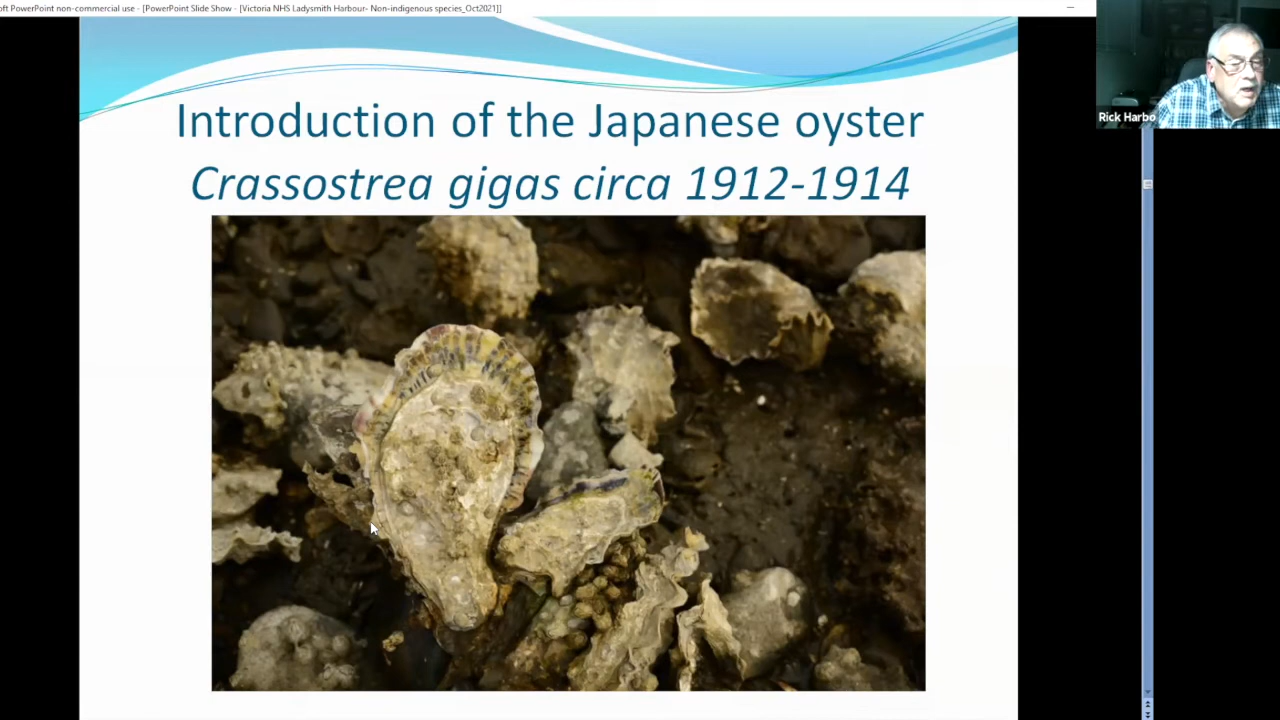 oft PowerPoint non-commercial use - [PowerPoint Slide Show - [Victoria NHS Ladysmith Harbour- Non-indigenous species_Oct2021]]
Rick Harbo
Introduction of the Japanese oyster
Crassostrea gigas circa 1912-1914